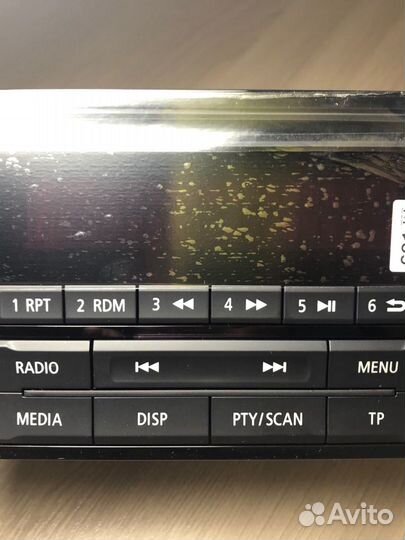 1 RPT 2 RDM 3 4 5 6
RADIO MENU
MEDIA DISP PTY/SCAN TP
Avito